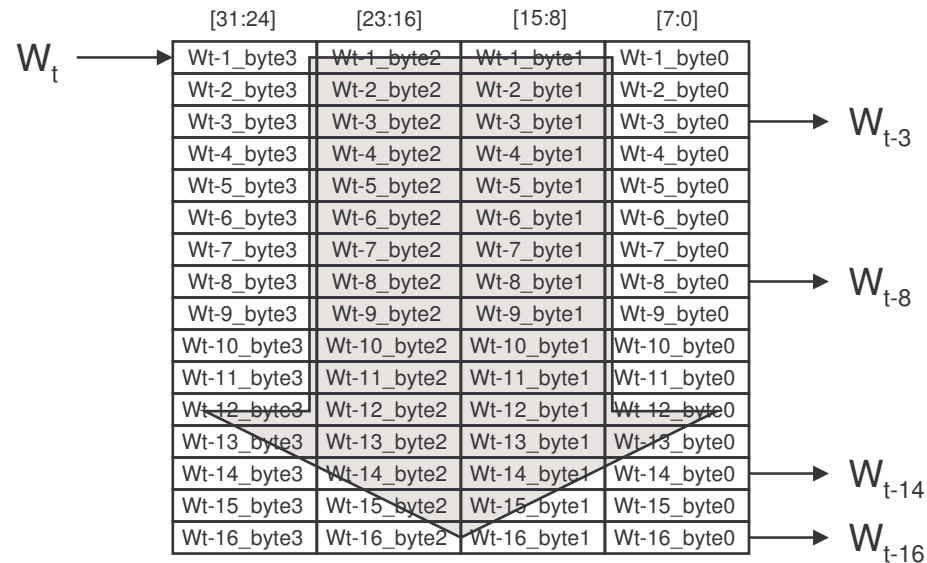 [31:24] [23:16] [15:8] [7:0]
Wt Wt-1_byte3 Wt-1_byte2 Wt-1_byte1 Wt-1_byte0
Wt-2_byte3 Wt-2_byte2 Wt-2_byte1 Wt-2_byte0
Wt-3_byte3 Wt-3_byte2 Wt-3_byte1 Wt-3_byte0 Wt-3
Wt-4_byte3 Wt-4_byte2 Wt-4_byte1 Wt-4_byte0
Wt-5_byte3 Wt-5_byte2 Wt-5_byte1 Wt-5_byte0
Wt-6_byte3 Wt-6_byte2 Wt-6_byte1 Wt-6_byte0
Wt-7_byte3 Wt-7_byte2 Wt-7_byte1 Wt-7_byte0
Wt-8_byte3 Wt-8_byte2 Wt-8_byte1 Wt-8_byte0 Wt-8
Wt-9_byte3 Wt-9_byte2 Wt-9_byte1 Wt-9_byte0
Wt-10_byte3 Wt-10_byte2 Wt-10_byte1 Wt-10_byte0
Wt-11_byte3 Wt-11_byte2 Wt-11_byte1 Wt-11_byte0
Wt-12_byte3 Wt-12_byte2 Wt-12_byte1 Wt-12_byte0
Wt-13_byte3 Wt-13_byte2 Wt-13_byte1 Wt-13_byte0
Wt-14_byte3 Wt-14_byte2 Wt-14_byte1 Wt-14_byte0 Wt-14
Wt-15_byte3 Wt-15_byte2 Wt-15_byte1 Wt-15_byte0
Wt-16_byte3 Wt-16_byte2 Wt-16_byte1 Wt-16_byte0 Wt-16